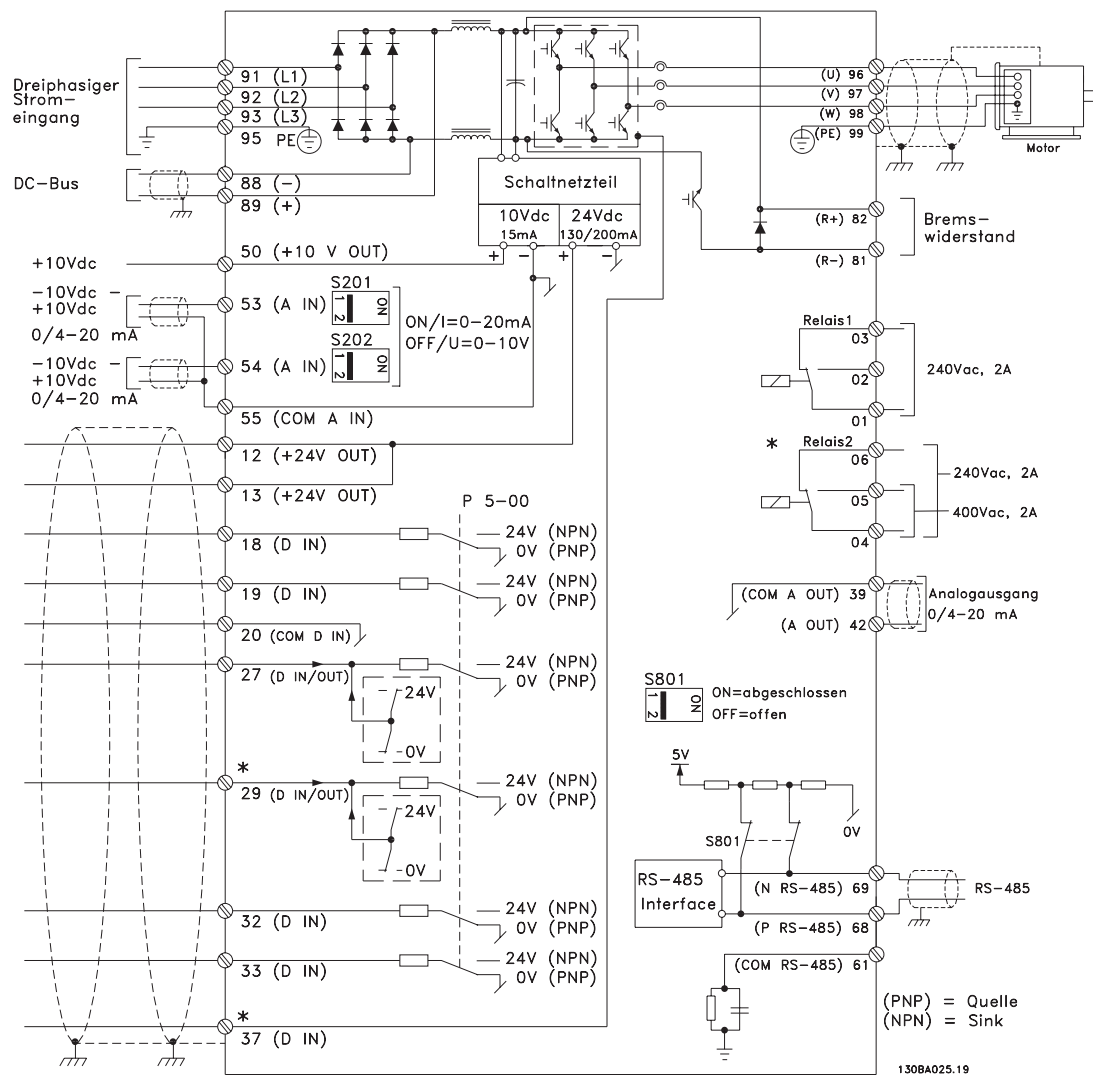 Dreiphasiger
Strom-
eingang
91 (L1)
92 (L2)
93 (L3)
95 PE
DC-Bus
88 (-)
89 (+)
+10Vdc
50 (+10 V OUT)
-10Vdc -
+10Vdc
0/4-20 mA
53 (A IN)
-10Vdc -
+10Vdc
0/4-20 mA
54 (A IN)
55 (COM A IN)
12 (+24V OUT)
13 (+24V OUT)
18 (D IN)
19 (D IN)
20 (COM D IN)
27 (D IN/OUT)
24V
0V
*
29 (D IN/OUT)
24V
0V
32 (D IN)
33 (D IN)
*
37 (D IN)
S201
1 2 ON
S202
1 2 ON
ON/I=0-20mA
OFF/U=0-10V
P 5-00
24V (NPN)
0V (PNP)
24V (NPN)
0V (PNP)
24V (NPN)
0V (PNP)
24V (NPN)
0V (PNP)
24V (NPN)
0V (PNP)
24V (NPN)
0V (PNP)
Schaltnetzteil
10Vdc
15mA
24Vdc
130/200mA
+ - + -
(U) 96
(V) 97
(W) 98
(PE) 99
Motor
(R+) 82
(R-) 81
Brems-
widerstand
Relais1
03
02
01
240Vac, 2A
*
Relais2
06
05
04
240Vac, 2A
400Vac, 2A
(COM A OUT) 39
(A OUT) 42
Analogausgang
0/4-20 mA
S801
1 2 ON
ON=abgeschlossen
OFF=offen
5V
0V
S801
RS-485
Interface
(N RS-485) 69
(P RS-485) 68
(COM RS-485) 61
RS-485
(PNP) = Quelle
(NPN) = Sink
130BA025.19